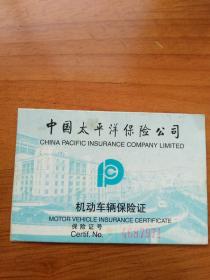 中国太平洋保险公司
CHINA PACIFIC INSURANCE COMPANY LIMITED
机动车辆保险证
MOTOR VEHICLE INSURANCE CERTIFICATE
保险证号
Certif. No.